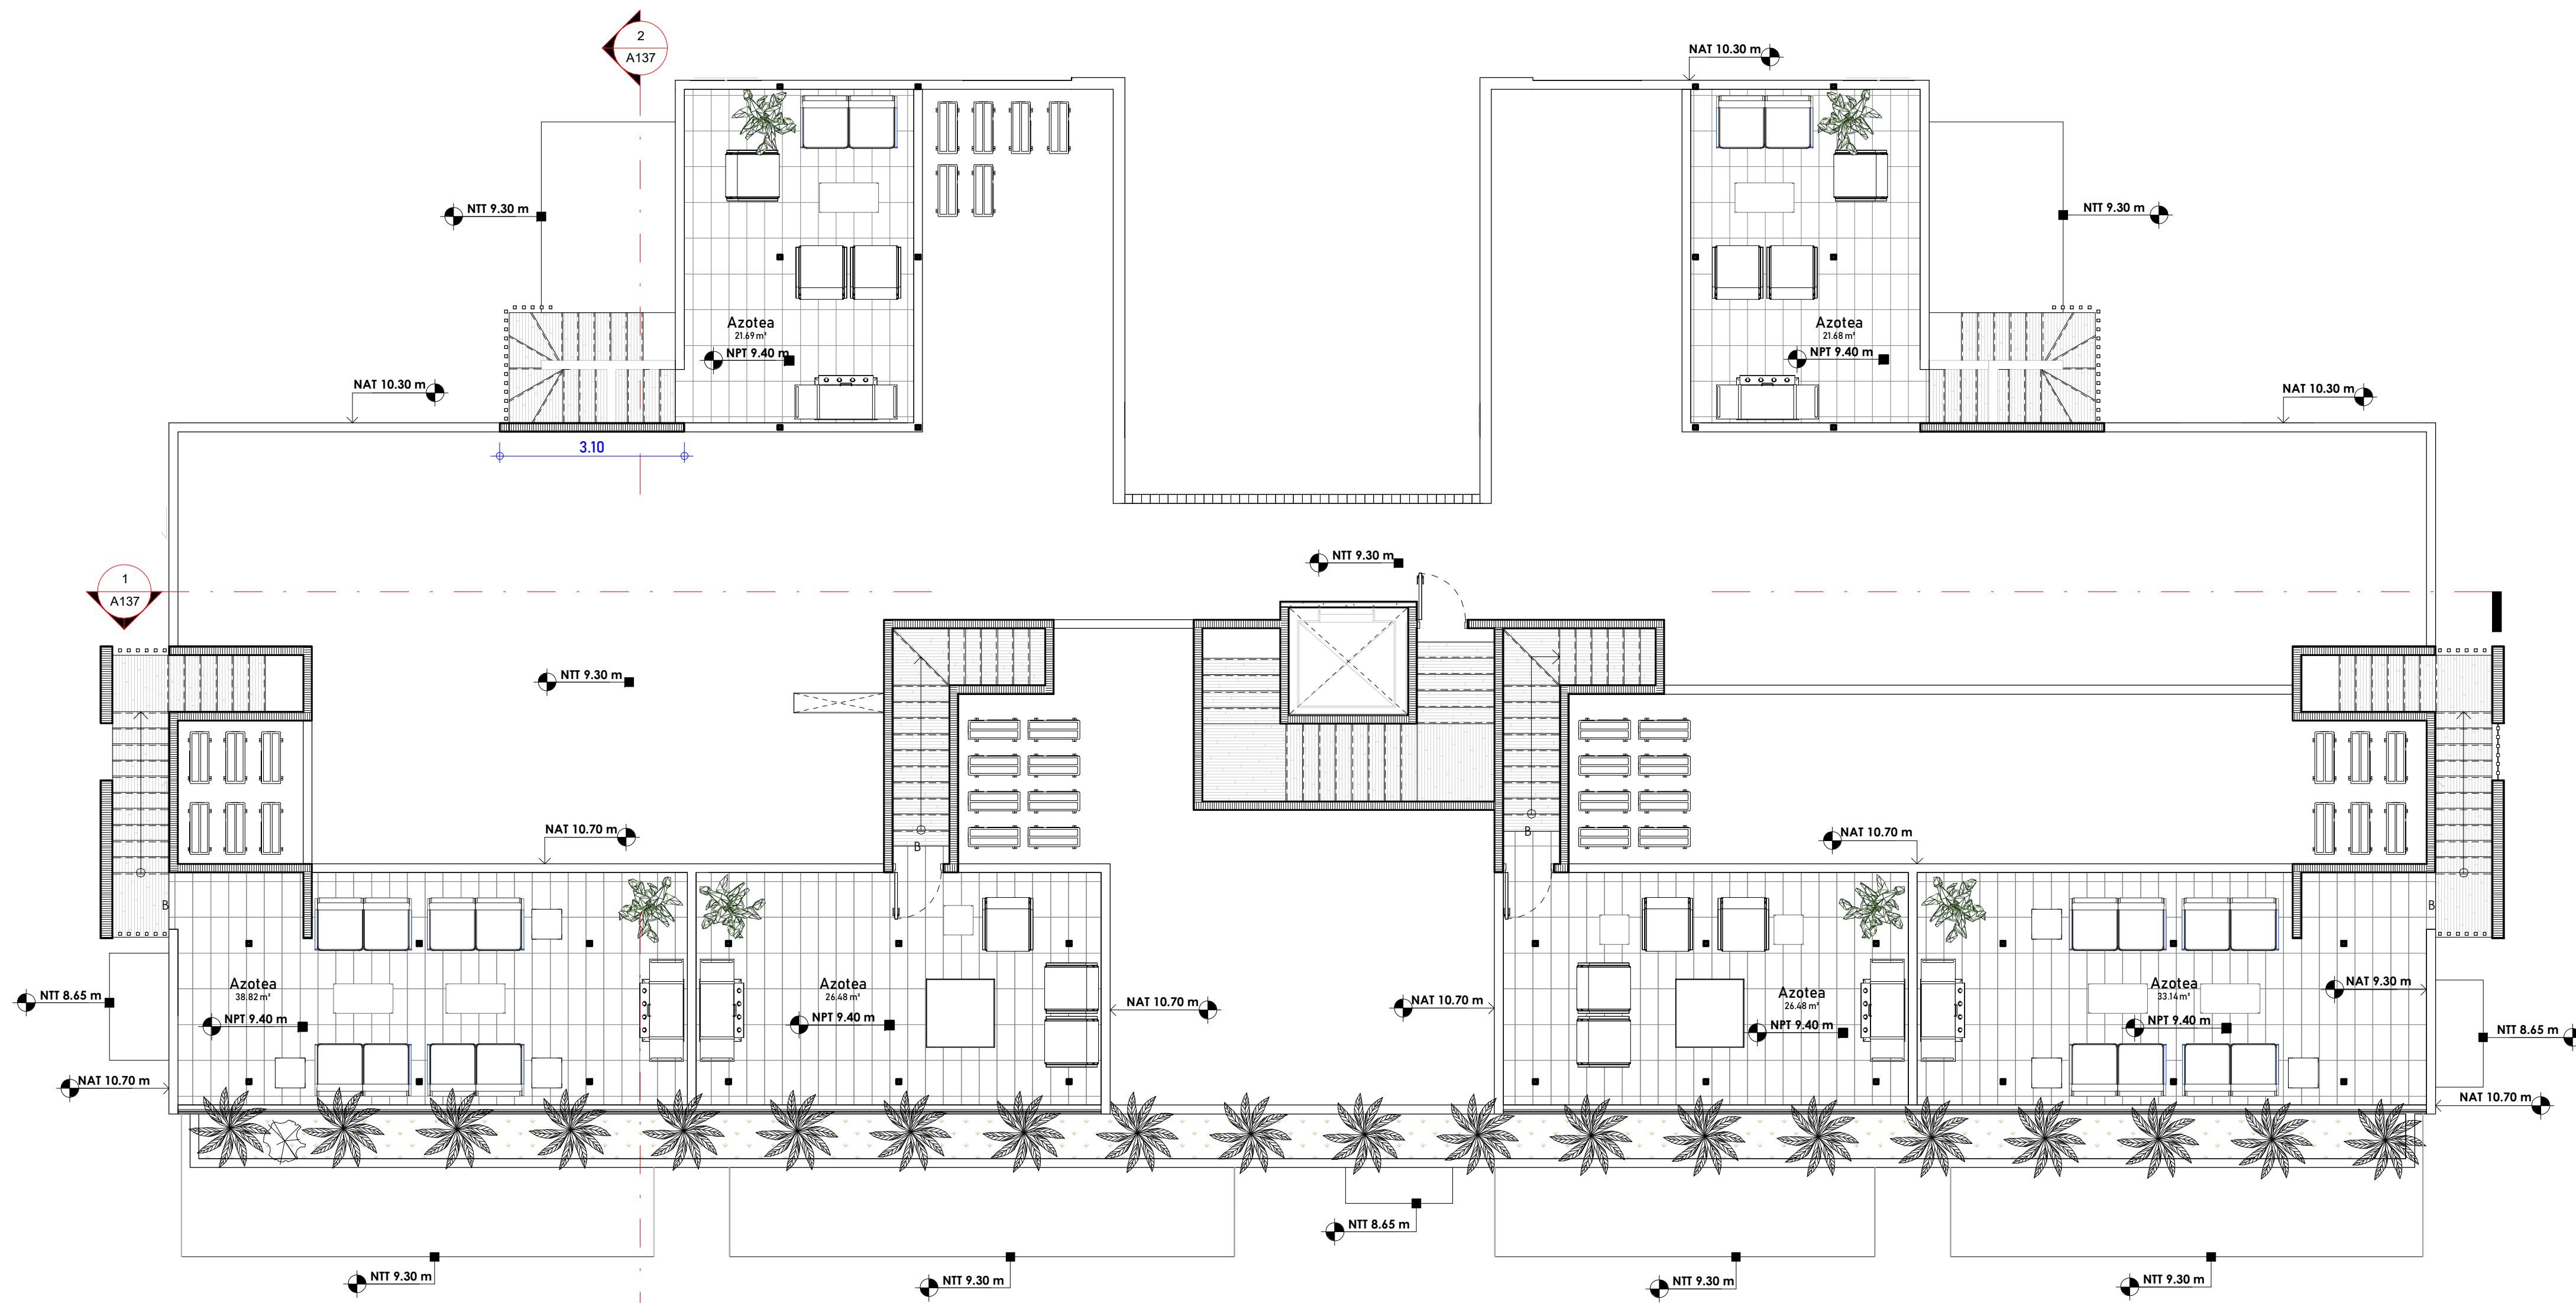 2
A137
NAT 10.30 m
NTT 9.30 m
NTT 9.30 m
Azotea
21.69 m²
NPT 9.40 m
Azotea
21.68 m²
NPT 9.40 m
NAT 10.30 m
NAT 10.30 m
3.10
NTT 9.30 m
1
A137
NTT 9.30 m
NAT 10.70 m
B
B
NAT 10.70 m
B
B
Azotea
38.82 m²
NPT 9.40 m
Azotea
26.48 m²
NPT 9.40 m
NAT 10.70 m
NAT 10.70 m
Azotea
26.48 m²
NPT 9.40 m
Azotea
33.14 m²
NPT 9.40 m
NAT 9.30 m
NTT 8.65 m
NTT 8.65 m
NAT 10.70 m
NAT 10.70 m
NTT 8.65 m
NTT 9.30 m
NTT 9.30 m
NTT 9.30 m
NTT 9.30 m